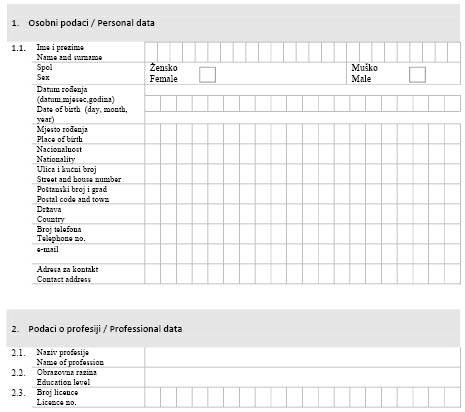 1. Osobni podaci / Personal data
1.1. Ime i prezime
Name and surname
Spol
Sex
Žensko
Female
Muško
Male
Datum rođenja
(datum,mjesec,godina)
Date of birth (day, month,
year)
Mjesto rođenja
Place of birth
Nacionalnost
Nationality
Ulica i kućni broj
Street and house number
Poštanski broj i grad
Postal code and town
Država
Country
Broj telefona
Telephone no.
e-mail
Adresa za kontakt
Contact address
2. Podaci o profesiji / Professional data
2.1. Naziv profesije
Name of profession
2.2. Obrazovna razina
Education level
2.3. Broj licence
Licence no.